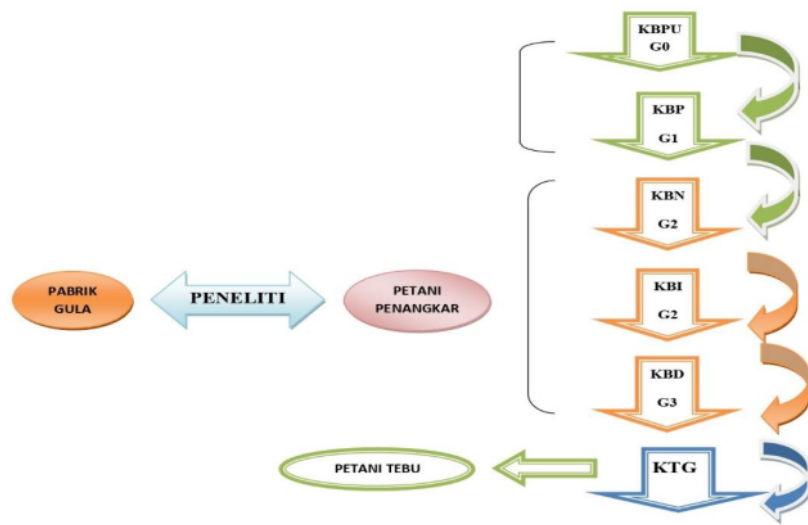 KBPU
G0
KBP
G1
KBN
G2
KBI
G2
KBD
G3
PABRIK
GULA
PENELITI
PETANI
PENANGKAR
PETANI TEBU
KTG